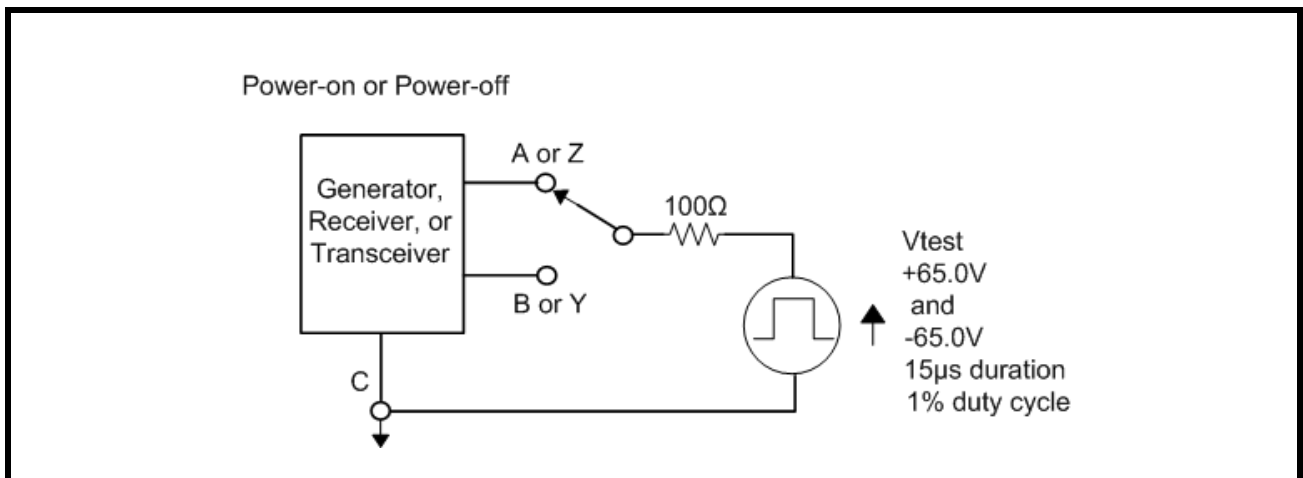 Power-on or Power-off
Generator,
Receiver, or
Transceiver
A or Z
B or Y
C
100Ω
Vtest
+65.0V
and
-65.0V
15µs duration
1% duty cycle